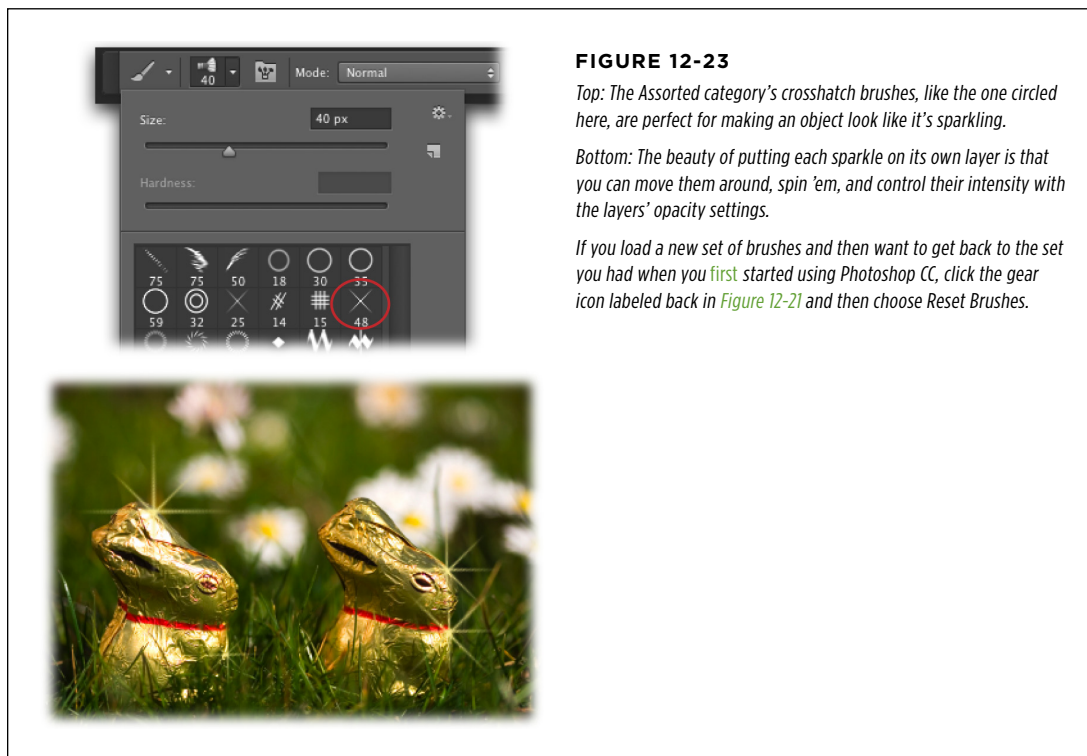 40
Mode: Normal
Size:
40 px
Hardness:
75 75 50 18 30 35
59 32 25 14 15 48
FIGURE 12-23
Top: The Assorted category’s crosshatch brushes, like the one circled
here, are perfect for making an object look like it’s sparkling.
Bottom: The beauty of putting each sparkle on its own layer is that
you can move them around, spin ’em, and control their intensity with
the layers’ opacity settings.
If you load a new set of brushes and then want to get back to the set
you had when you first started using Photoshop CC, click the gear
icon labeled back in Figure 12-21 and then choose Reset Brushes.